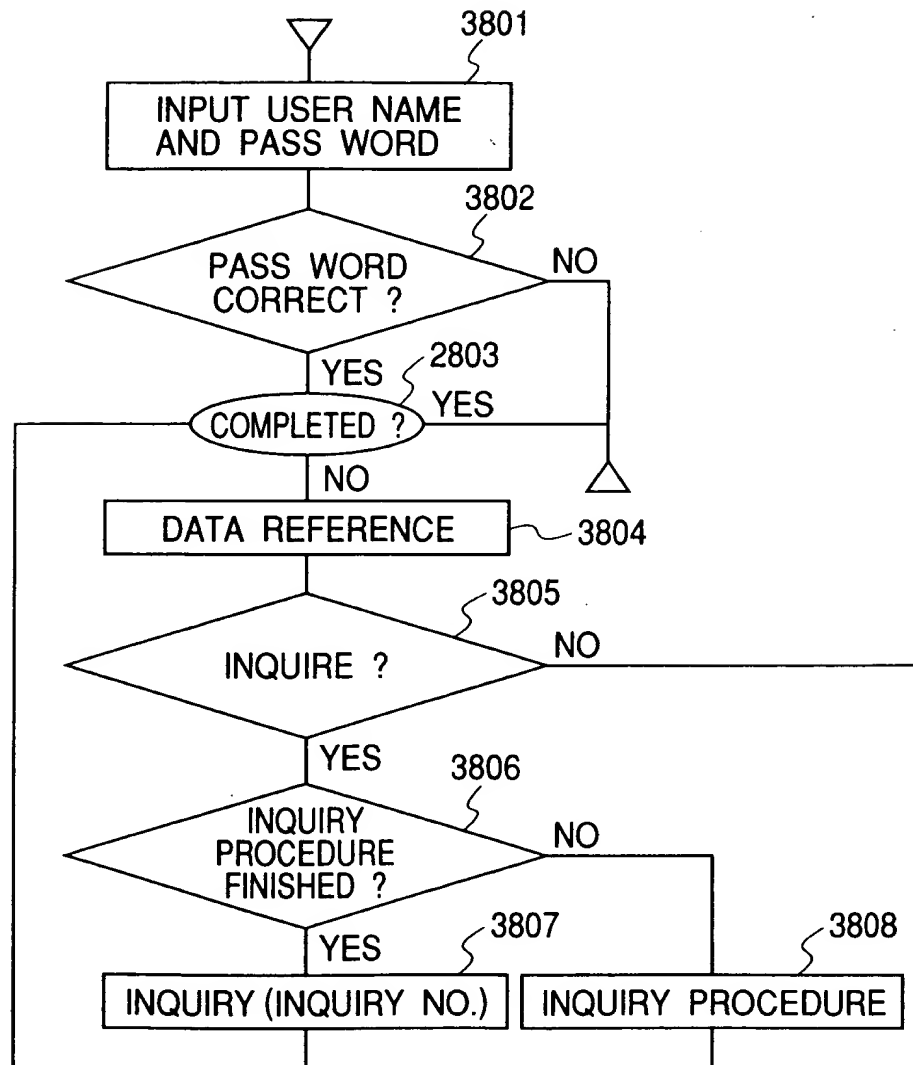 3801
INPUT USER NAME
AND PASS WORD
3802
PASS WORD
CORRECT ?
NO
YES
2803
COMPLETED ?
YES
NO
DATA REFERENCE
3804
3805
INQUIRE ?
NO
YES
3806
INQUIRY
PROCEDURE
FINISHED ?
NO
YES
3807
3808
INQUIRY (INQUIRY NO.)
INQUIRY PROCEDURE